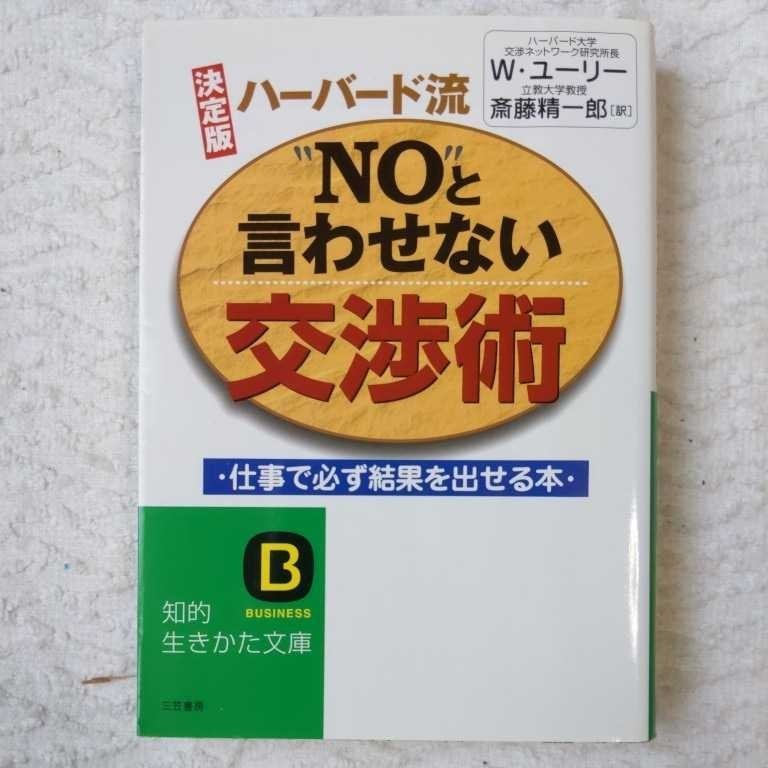 決定版
ハーバード流
ハーバード大学
交渉ネットワーク研究所長
W・ユーリー
立教大学教授
斎藤精一郎[訳]
"NO"と
言わせない
交渉術
・仕事で必ず結果を出せる本・
B
BUSINESS
知的
生きかた文庫
三笠書房